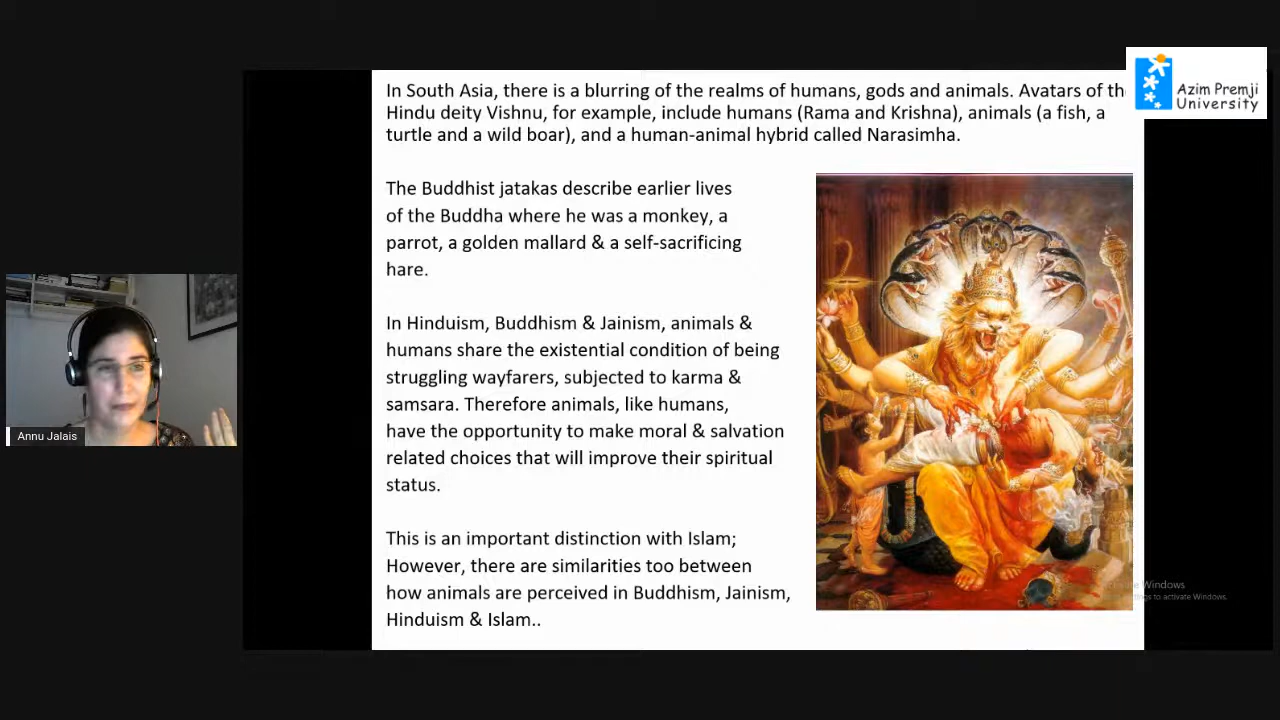 In South Asia, there is a blurring of the realms of humans, gods and animals. Avatars of th
Hindu deity Vishnu, for example, include humans (Rama and Krishna), animals (a fish, a
turtle and a wild boar), and a human-animal hybrid called Narasimha.
The Buddhist jatakas describe earlier lives
of the Buddha where he was a monkey, a
parrot, a golden mallard & a self-sacrificing
hare.
In Hinduism, Buddhism & Jainism, animals &
humans share the existential condition of being
struggling wayfarers, subjected to karma &
samsara. Therefore animals, like humans,
have the opportunity to make moral & salvation
related choices that will improve their spiritual
status.
This is an important distinction with Islam;
However, there are similarities too between
how animals are perceived in Buddhism, Jainism,
Hinduism & Islam..
Azim Premji
University
Annu Jalais
Windows
to activate Windows.